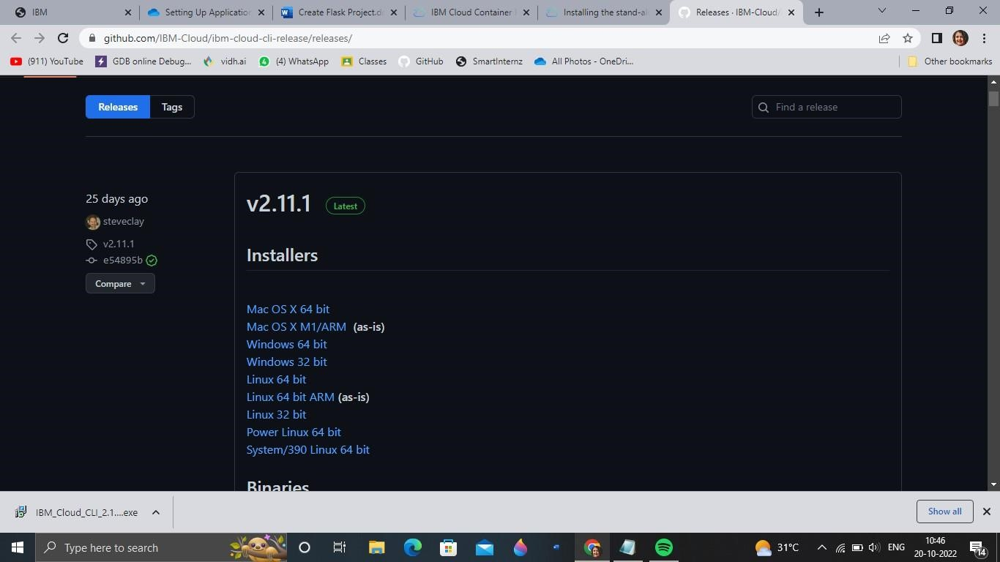 IBM
Setting Up Application
Create Flask Project.d
IBM Cloud Container
Installing the stand-al
Releases · IBM-Cloud/
github.com/IBM-Cloud/ibm-cloud-cli-release/releases/
(911) YouTube
GDB online Debug...
vidh.ai
(4) WhatsApp
Classes
GitHub
SmartInternz
All Photos - OneDri...
Other bookmarks
Releases
Tags
Find a release
25 days ago
steveclay
v2.11.1
e54895b
Compare
v2.11.1 Latest
Installers
Mac OS X 64 bit
Mac OS X M1/ARM (as-is)
Windows 64 bit
Windows 32 bit
Linux 64 bit
Linux 64 bit ARM (as-is)
Linux 32 bit
Power Linux 64 bit
System/390 Linux 64 bit
Binaries
IBM_Cloud_CLI_2.1....exe
Show all
Type here to search
31°C
ENG
10:46
20-10-2022
14